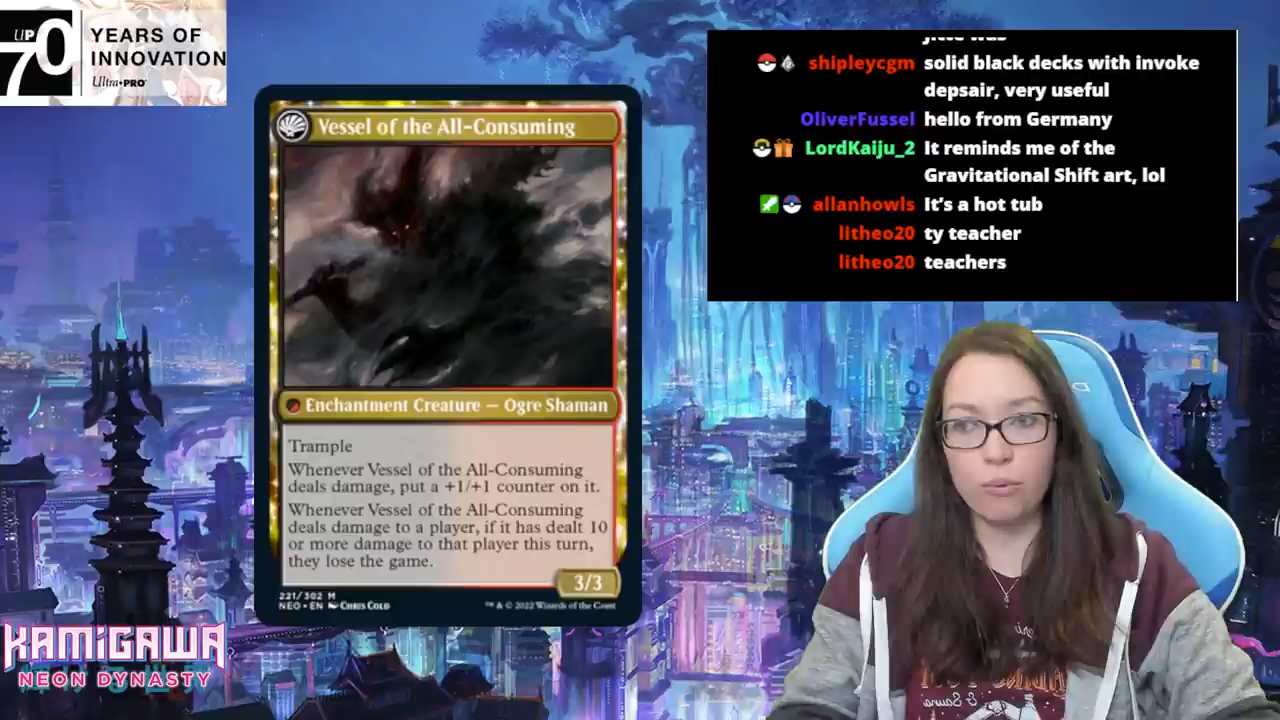 UP
70
YEARS OF
INNOVATION
Ultra•PRO
Vessel of the All-Consuming
Enchantment Creature — Ogre Shaman
Trample
Whenever Vessel of the All-Consuming
deals damage, put a +1/+1 counter on it.
Whenever Vessel of the All-Consuming
deals damage to a player, if it has dealt 10
or more damage to that player this turn,
they lose the game.
3/3
221/302 M
NEO • EN Chris Cold
™ & © 2022 Wizards of the Coast
KAMIGAWA
NEON DYNASTY
jitte was
shipleycgm solid black decks with invoke
depsair, very useful
OliverFussel hello from Germany
LordKaiju_2 It reminds me of the
Gravitational Shift art, lol
allanhowls It's a hot tub
litheo20 ty teacher
litheo20 teachers